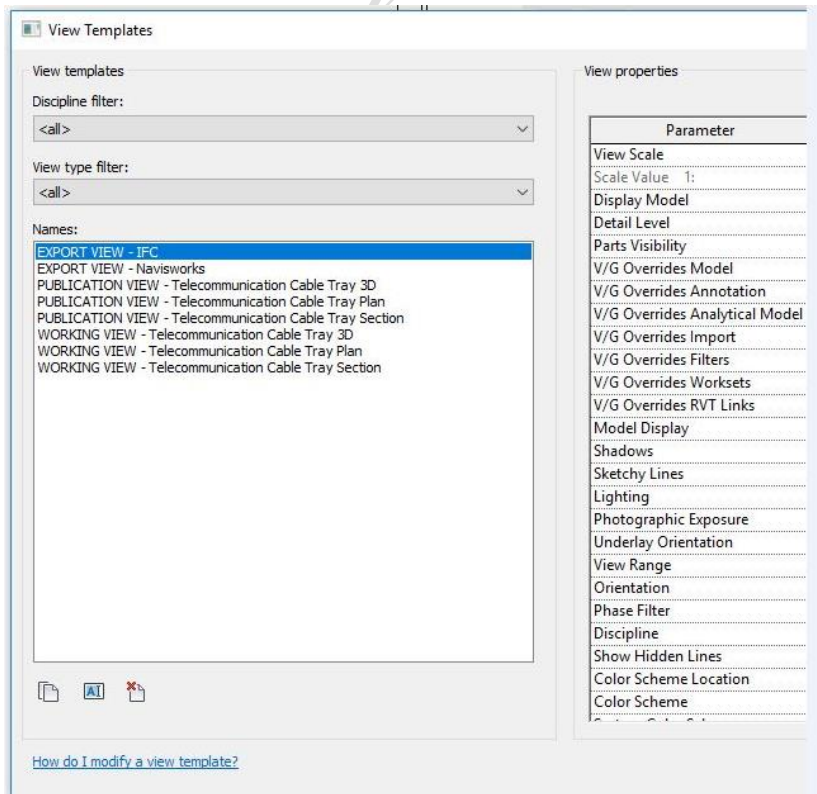 View Templates
View templates
Discipline filter:
<all>
View type filter:
<all>
Names:
EXPORT VIEW - IFC
EXPORT VIEW - Navisworks
PUBLICATION VIEW - Telecommunication Cable Tray 3D
PUBLICATION VIEW - Telecommunication Cable Tray Plan
PUBLICATION VIEW - Telecommunication Cable Tray Section
WORKING VIEW - Telecommunication Cable Tray 3D
WORKING VIEW - Telecommunication Cable Tray Plan
WORKING VIEW - Telecommunication Cable Tray Section
AI
How do I modify a view template?
View properties
Parameter
View Scale
Scale Value 1:
Display Model
Detail Level
Parts Visibility
V/G Overrides Model
V/G Overrides Annotation
V/G Overrides Analytical Model
V/G Overrides Import
V/G Overrides Filters
V/G Overrides Worksets
V/G Overrides RVT Links
Model Display
Shadows
Sketchy Lines
Lighting
Photographic Exposure
Underlay Orientation
View Range
Orientation
Phase Filter
Discipline
Show Hidden Lines
Color Scheme Location
Color Scheme